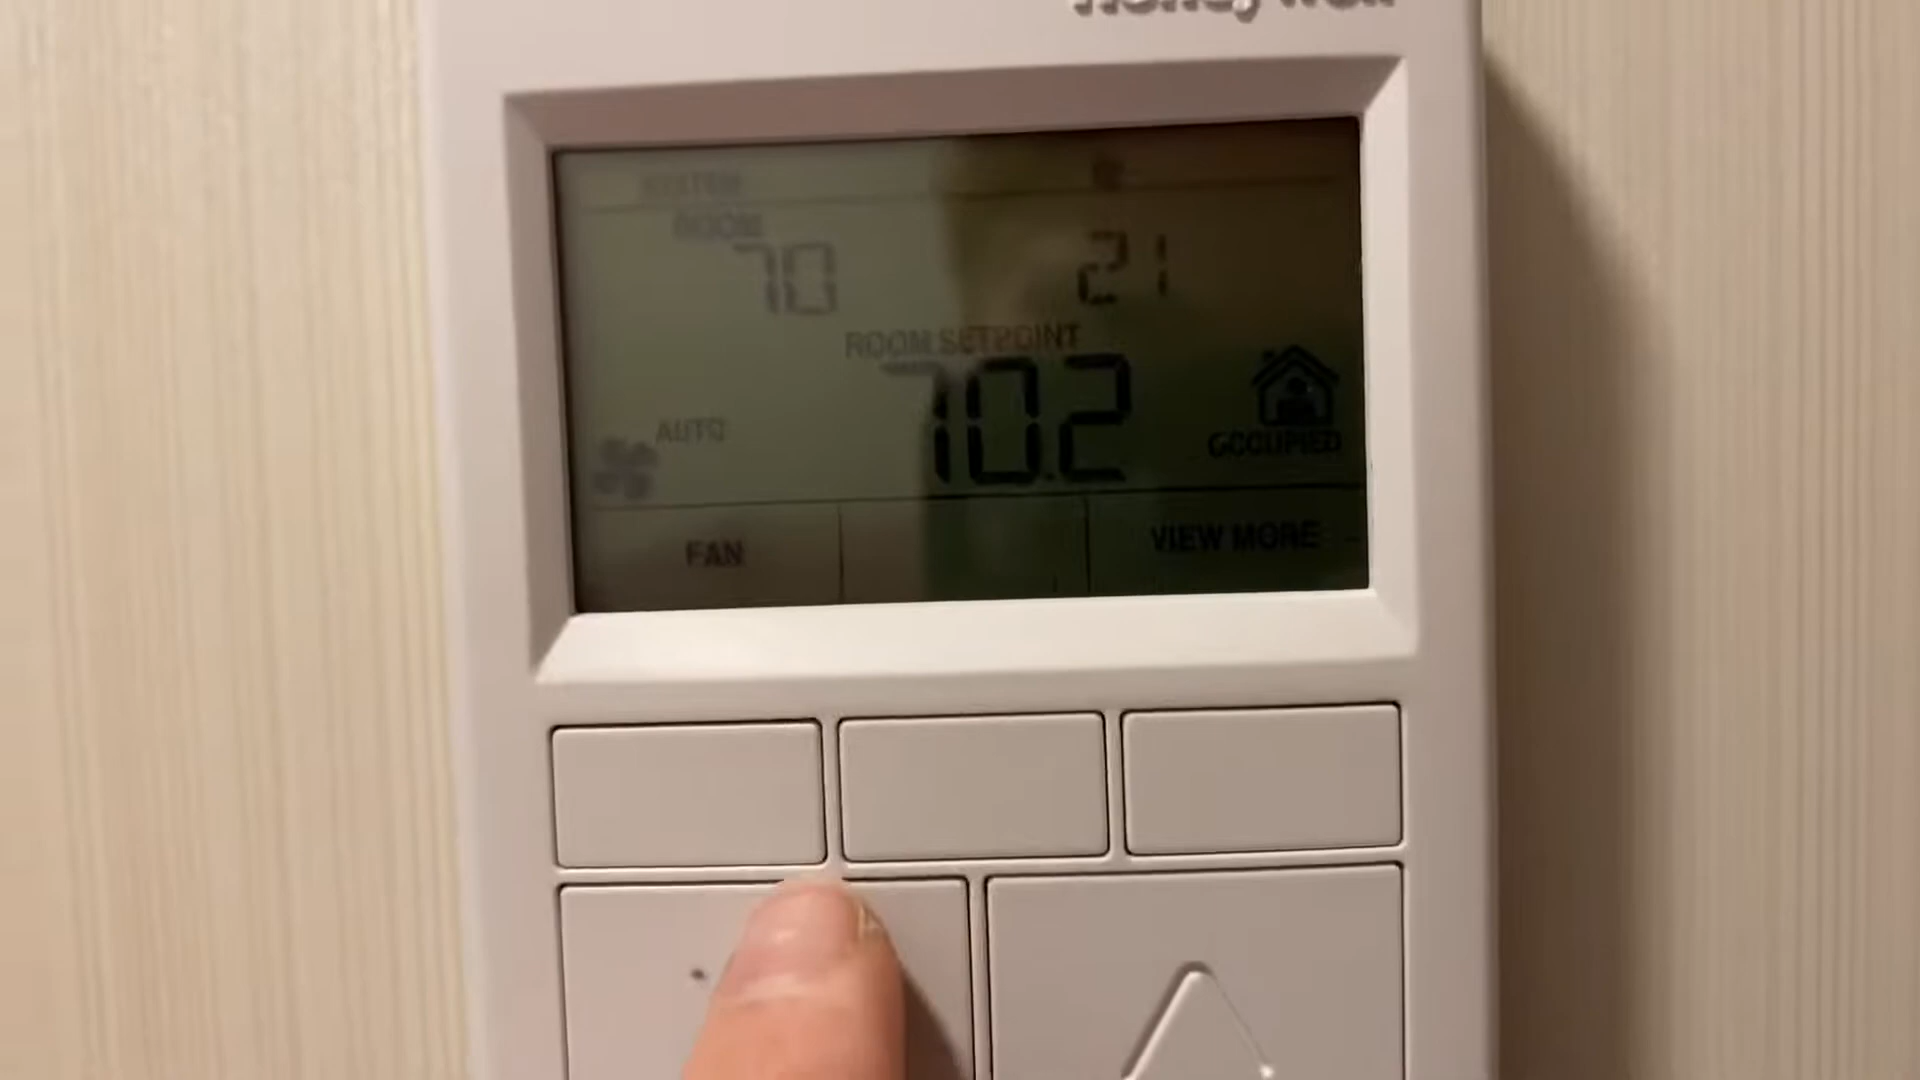 Honeywell
SYSTEM
ROOM
70 21
ROOM SETPOINT
70.2
AUTO
OCCUPIED
FAN VIEW MORE